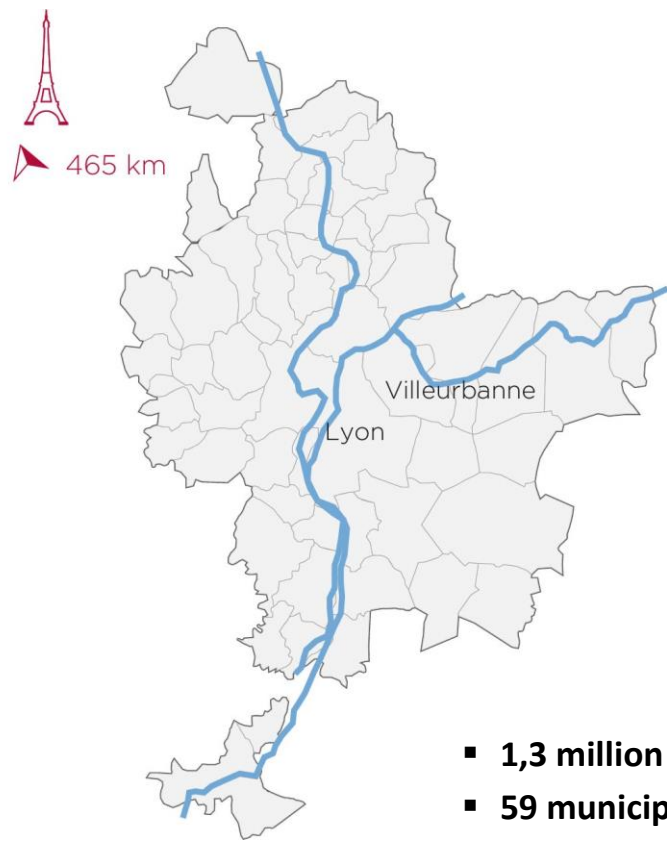 465 km
Villeurbanne
Lyon
▪ 1,3 million
▪ 59 municip